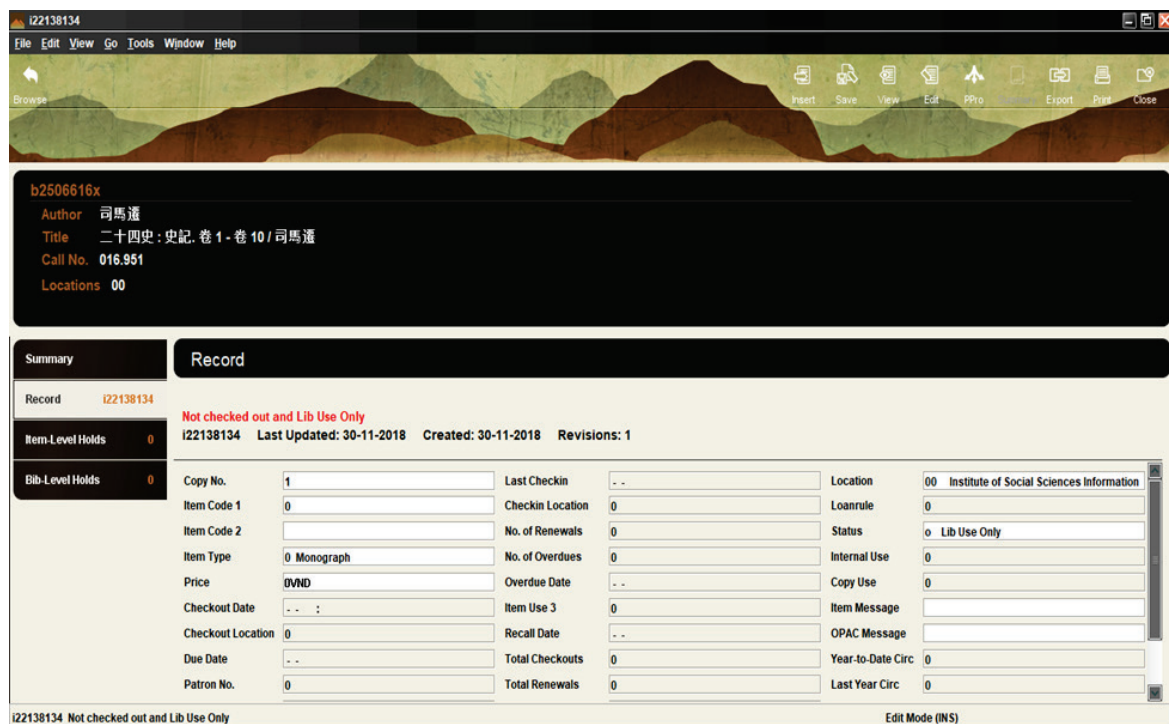 i22138134
File Edit View Go Tools Window Help
Browse Insert Save View Edit PPro Export Print Close
b2506616x
Author 司馬遷
Title 二十四史 : 史記. 卷 1 - 卷 10 / 司馬遷
Call No. 016.951
Locations 00
Summary
Record i22138134
Item-Level Holds 0
Bib-Level Holds 0
Record
Not checked out and Lib Use Only
i22138134 Last Updated: 30-11-2018 Created: 30-11-2018 Revisions: 1
Copy No. 1 Last Checkin - - Location 00 Institute of Social Sciences Information
Item Code 1 0 Checkin Location 0 Loanrule 0
Item Code 2 No. of Renewals 0 Status o Lib Use Only
Item Type 0 Monograph No. of Overdues 0 Internal Use 0
Price 0VND Overdue Date - - Copy Use 0
Checkout Date - - : Item Use 3 0 Item Message
Checkout Location 0 Recall Date - - OPAC Message
Due Date - - Total Checkouts 0 Year-to-Date Circ 0
Patron No. 0 Total Renewals 0 Last Year Circ 0
i22138134 Not checked out and Lib Use Only Edit Mode (INS)